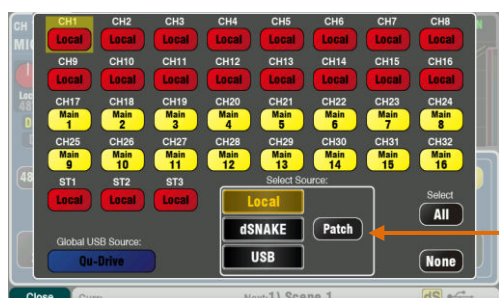 CH
CH1 CH2 CH3 CH4 CH5 CH6 CH7 CH8
MI
Local Local Local Local Local Local Local Local
CH9 CH10 CH11 CH12 CH13 CH14 CH15 CH16
Local Local Local Local Local Local Local Local
CH17 CH18 CH19 CH20 CH21 CH22 CH23 CH24
Main 1 Main 2 Main 3 Main 4 Main 5 Main 6 Main 7 Main 8
CH25 CH26 CH27 CH28 CH29 CH30 CH31 CH32
Main 9 Main 10 Main 11 Main 12 Main 13 Main 14 Main 15 Main 16
ST1 ST2 ST3 Select Source:
Local Local Local Local Select
All
dSNAKE Patch
Global USB Source:
Qu-Drive USB None
Close Next:1) Scene 1 dS